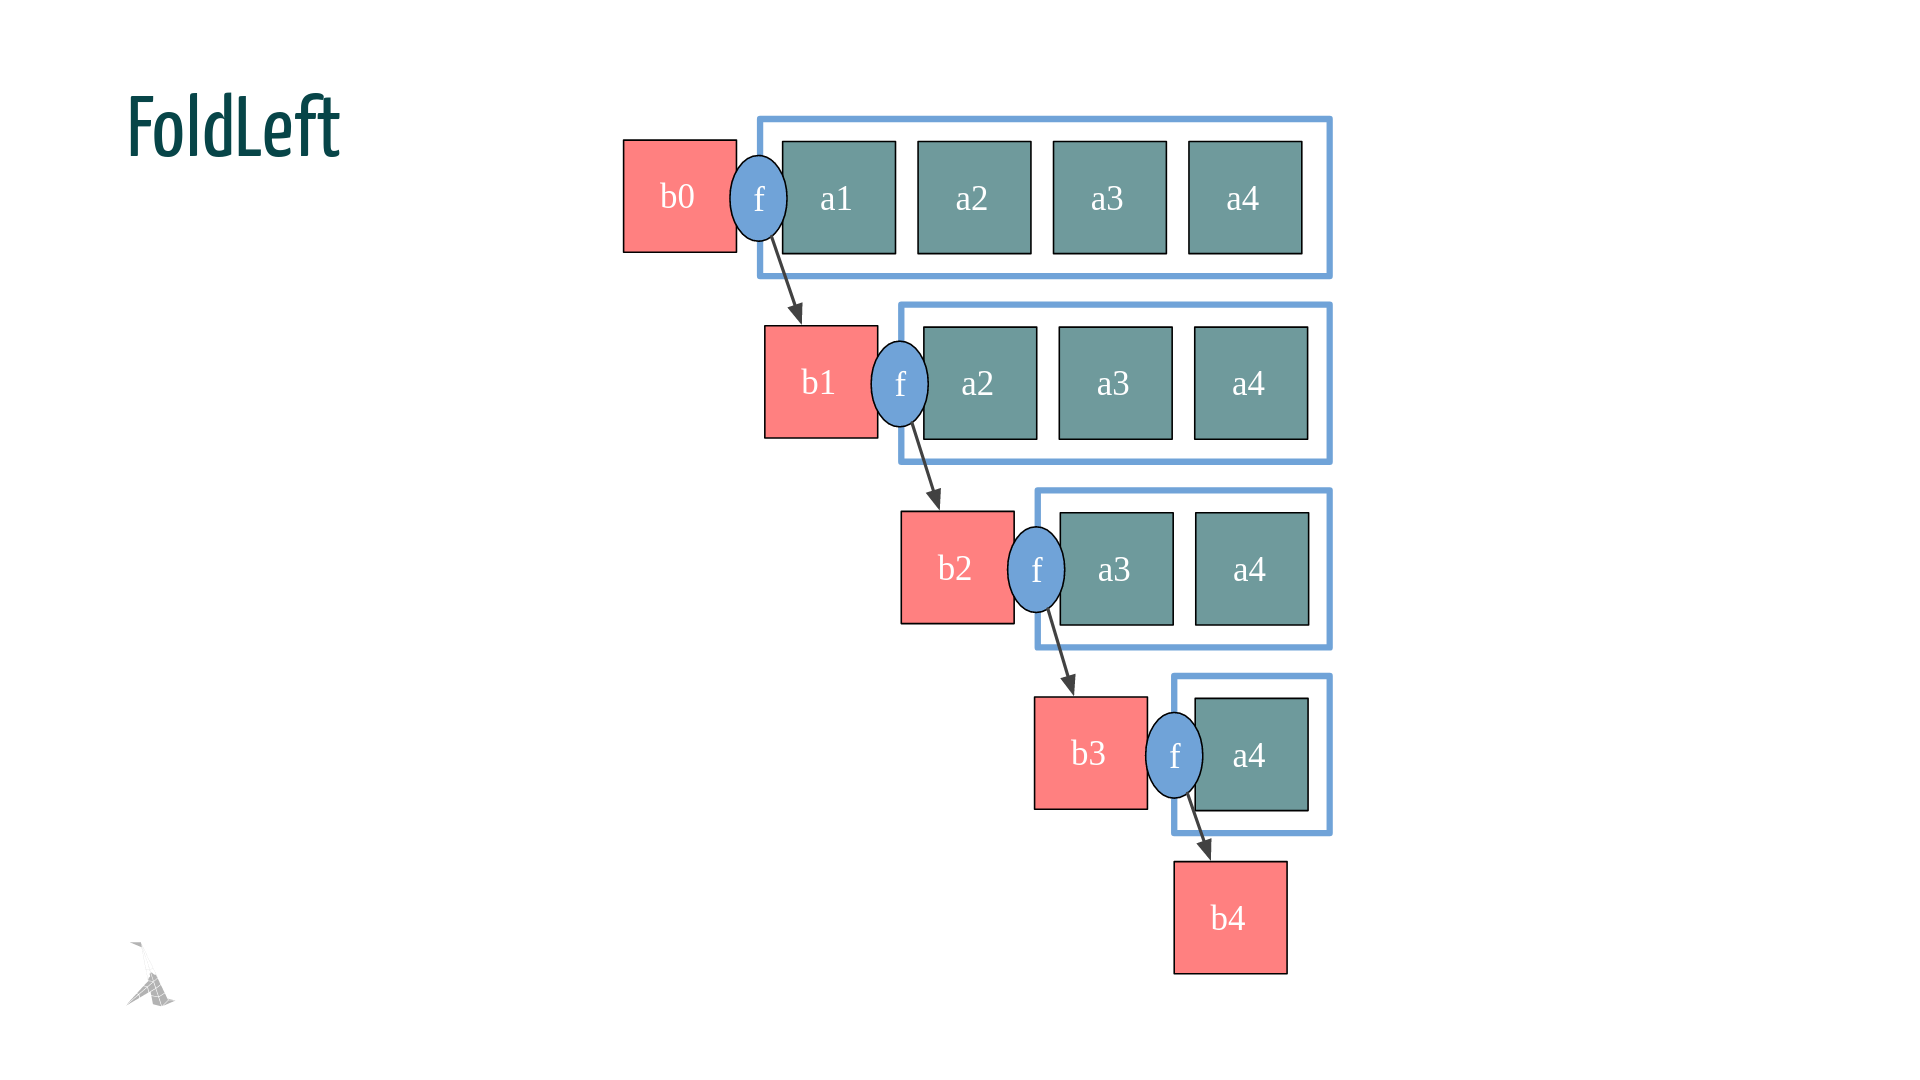 FoldLeft
b0 f a1 a2 a3 a4
b1 f a2 a3 a4
b2 f a3 a4
b3 f a4
b4